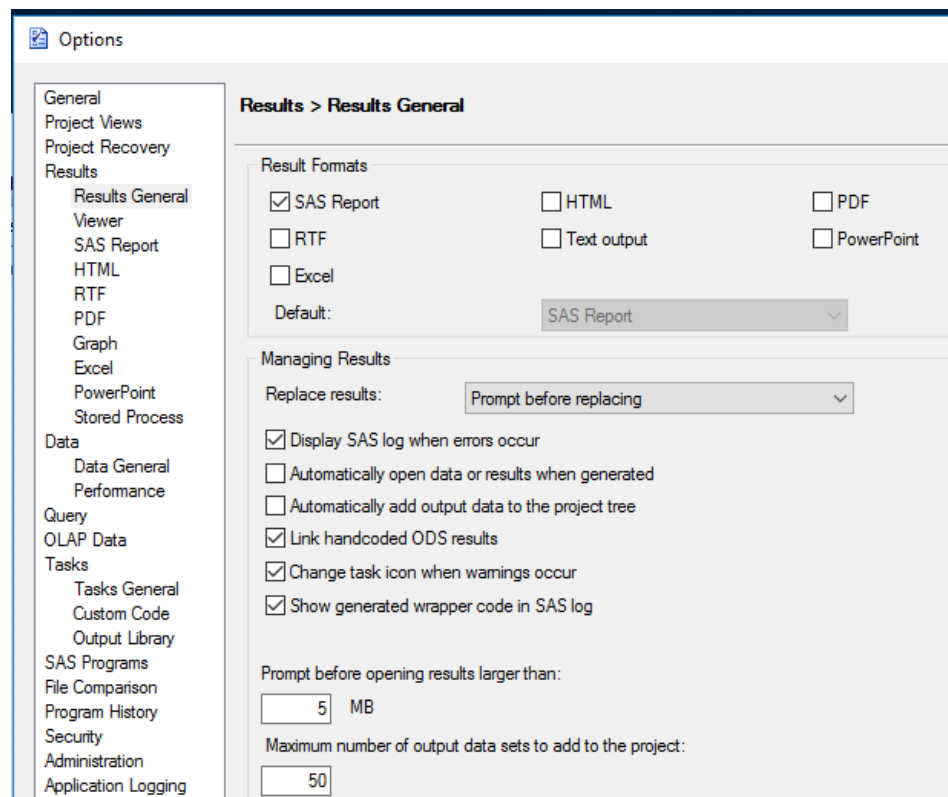 Options
General
Project Views
Project Recovery
Results
Results General
Viewer
SAS Report
HTML
RTF
PDF
Graph
Excel
PowerPoint
Stored Process
Data
Data General
Performance
Query
OLAP Data
Tasks
Tasks General
Custom Code
Output Library
SAS Programs
File Comparison
Program History
Security
Administration
Application Logging
Results > Results General
Result Formats
SAS Report HTML PDF
RTF Text output PowerPoint
Excel
Default: SAS Report
Managing Results
Replace results: Prompt before replacing
Display SAS log when errors occur
Automatically open data or results when generated
Automatically add output data to the project tree
Link handcoded ODS results
Change task icon when warnings occur
Show generated wrapper code in SAS log
Prompt before opening results larger than:
5 MB
Maximum number of output data sets to add to the project:
50